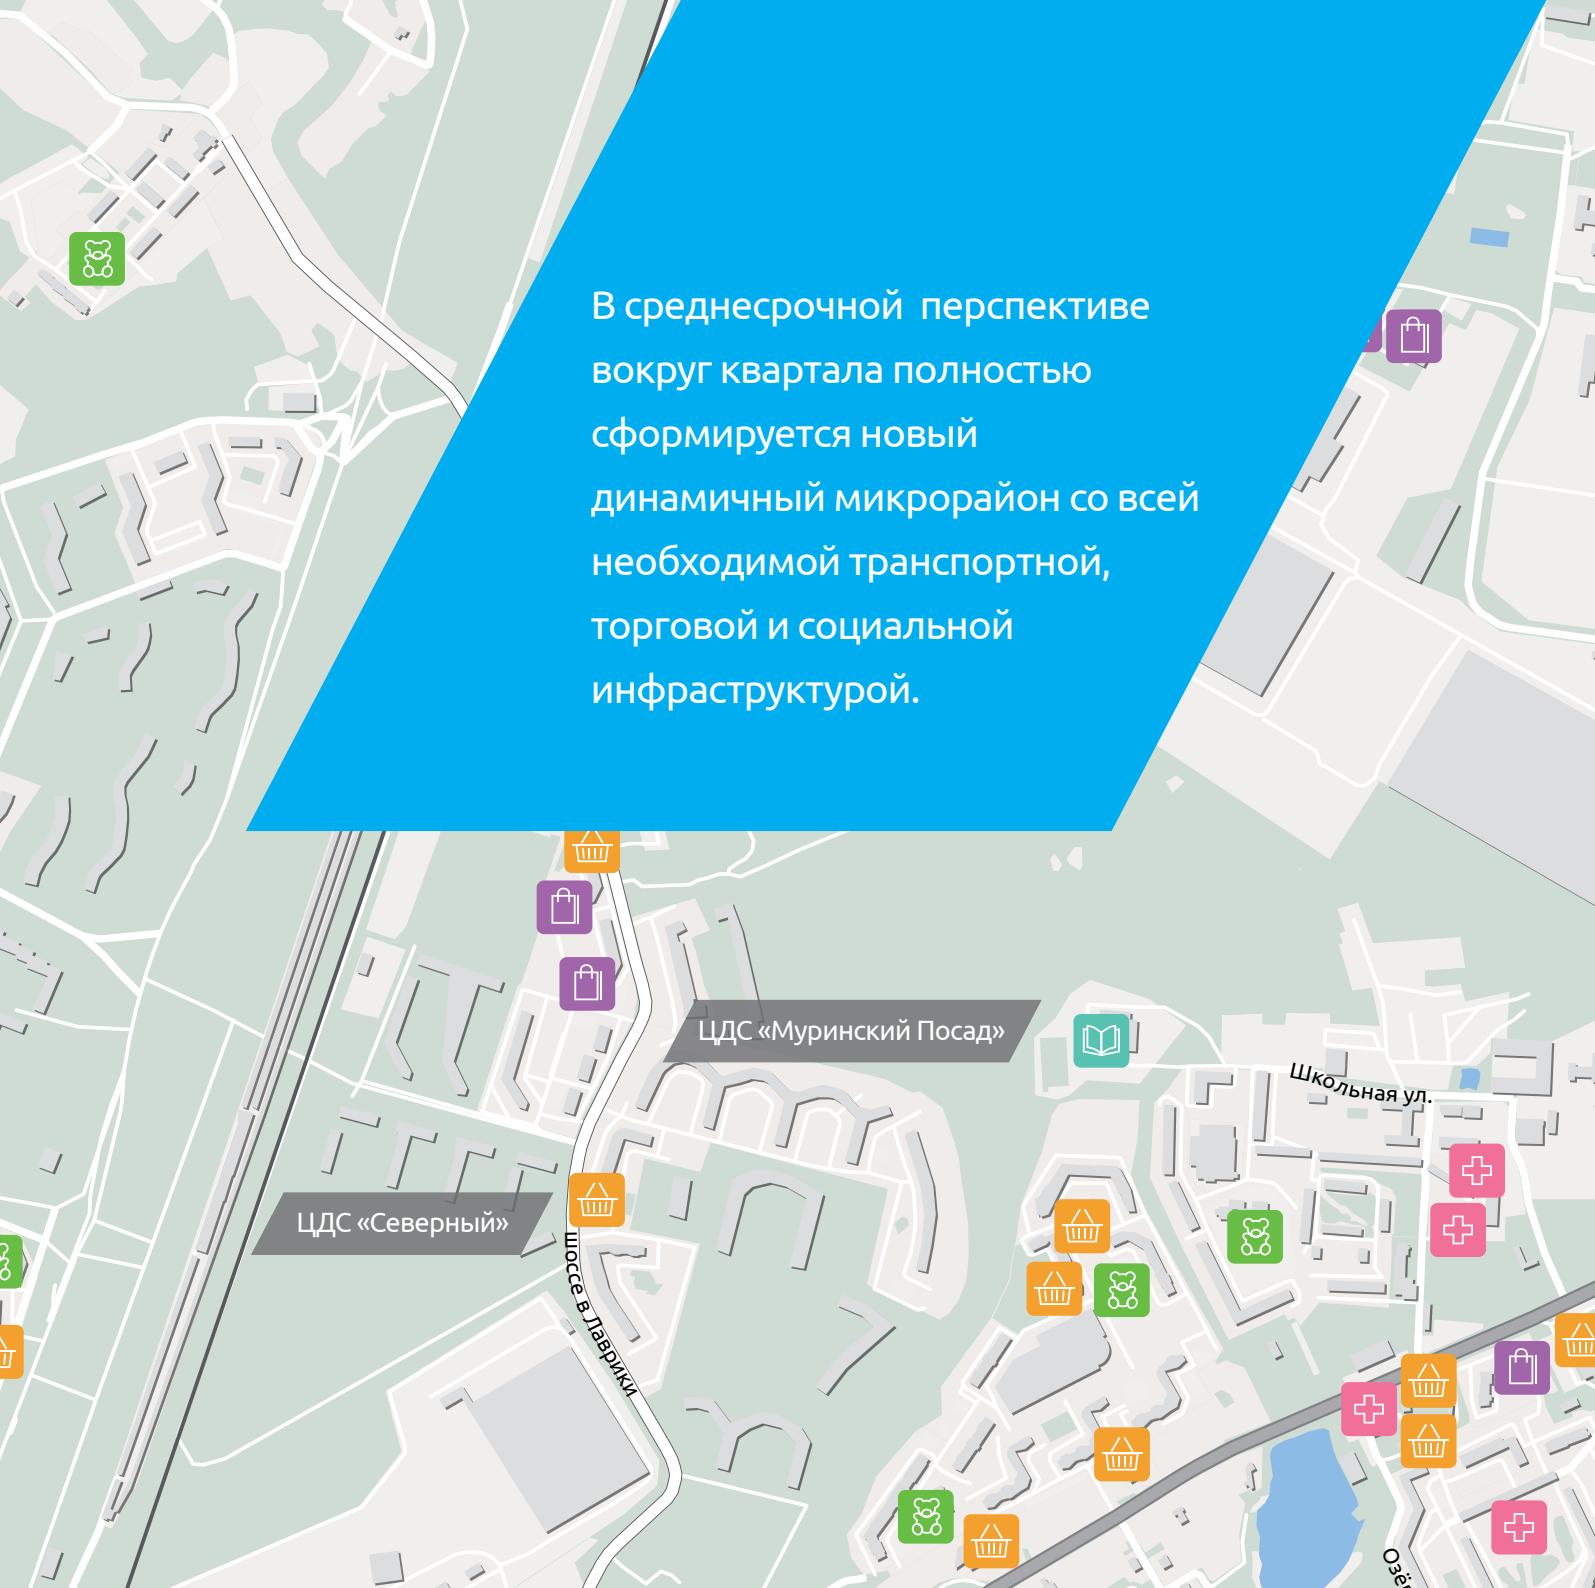 В среднесрочной перспективе
вокруг квартала полностью
сформируется новый
динамичный микрорайон со всей
необходимой транспортной,
торговой и социальной
инфраструктурой.
ЦДС «Муринский Посад»
Школьная ул.
ЦДС «Северный»
шоссе в Лаврики
Озё